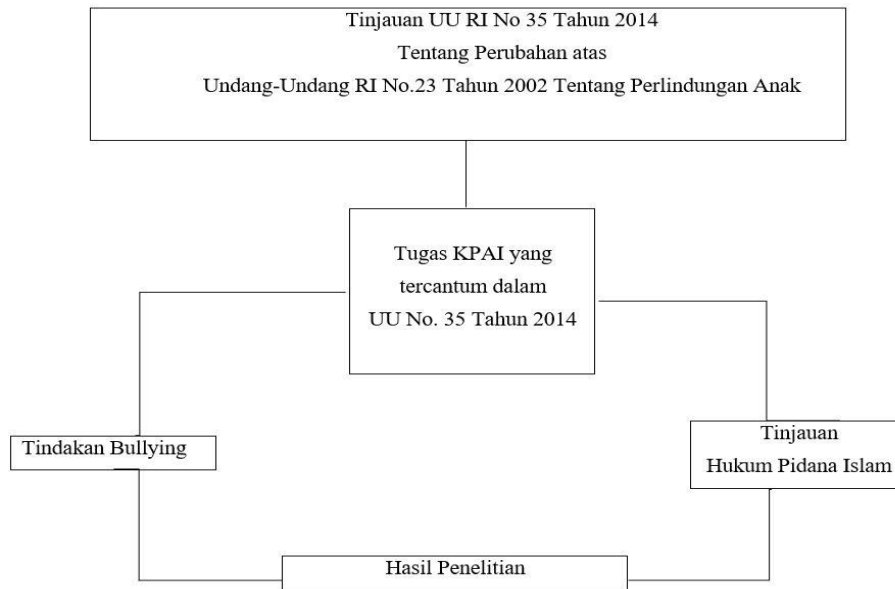 Tinjauan UU RI No 35 Tahun 2014
Tentang Perubahan atas
Undang-Undang RI No.23 Tahun 2002 Tentang Perlindungan Anak
Tugas KPAI yang
tercantum dalam
UU No. 35 Tahun 2014
Tindakan Bullying
Tinjauan
Hukum Pidana Islam
Hasil Penelitian